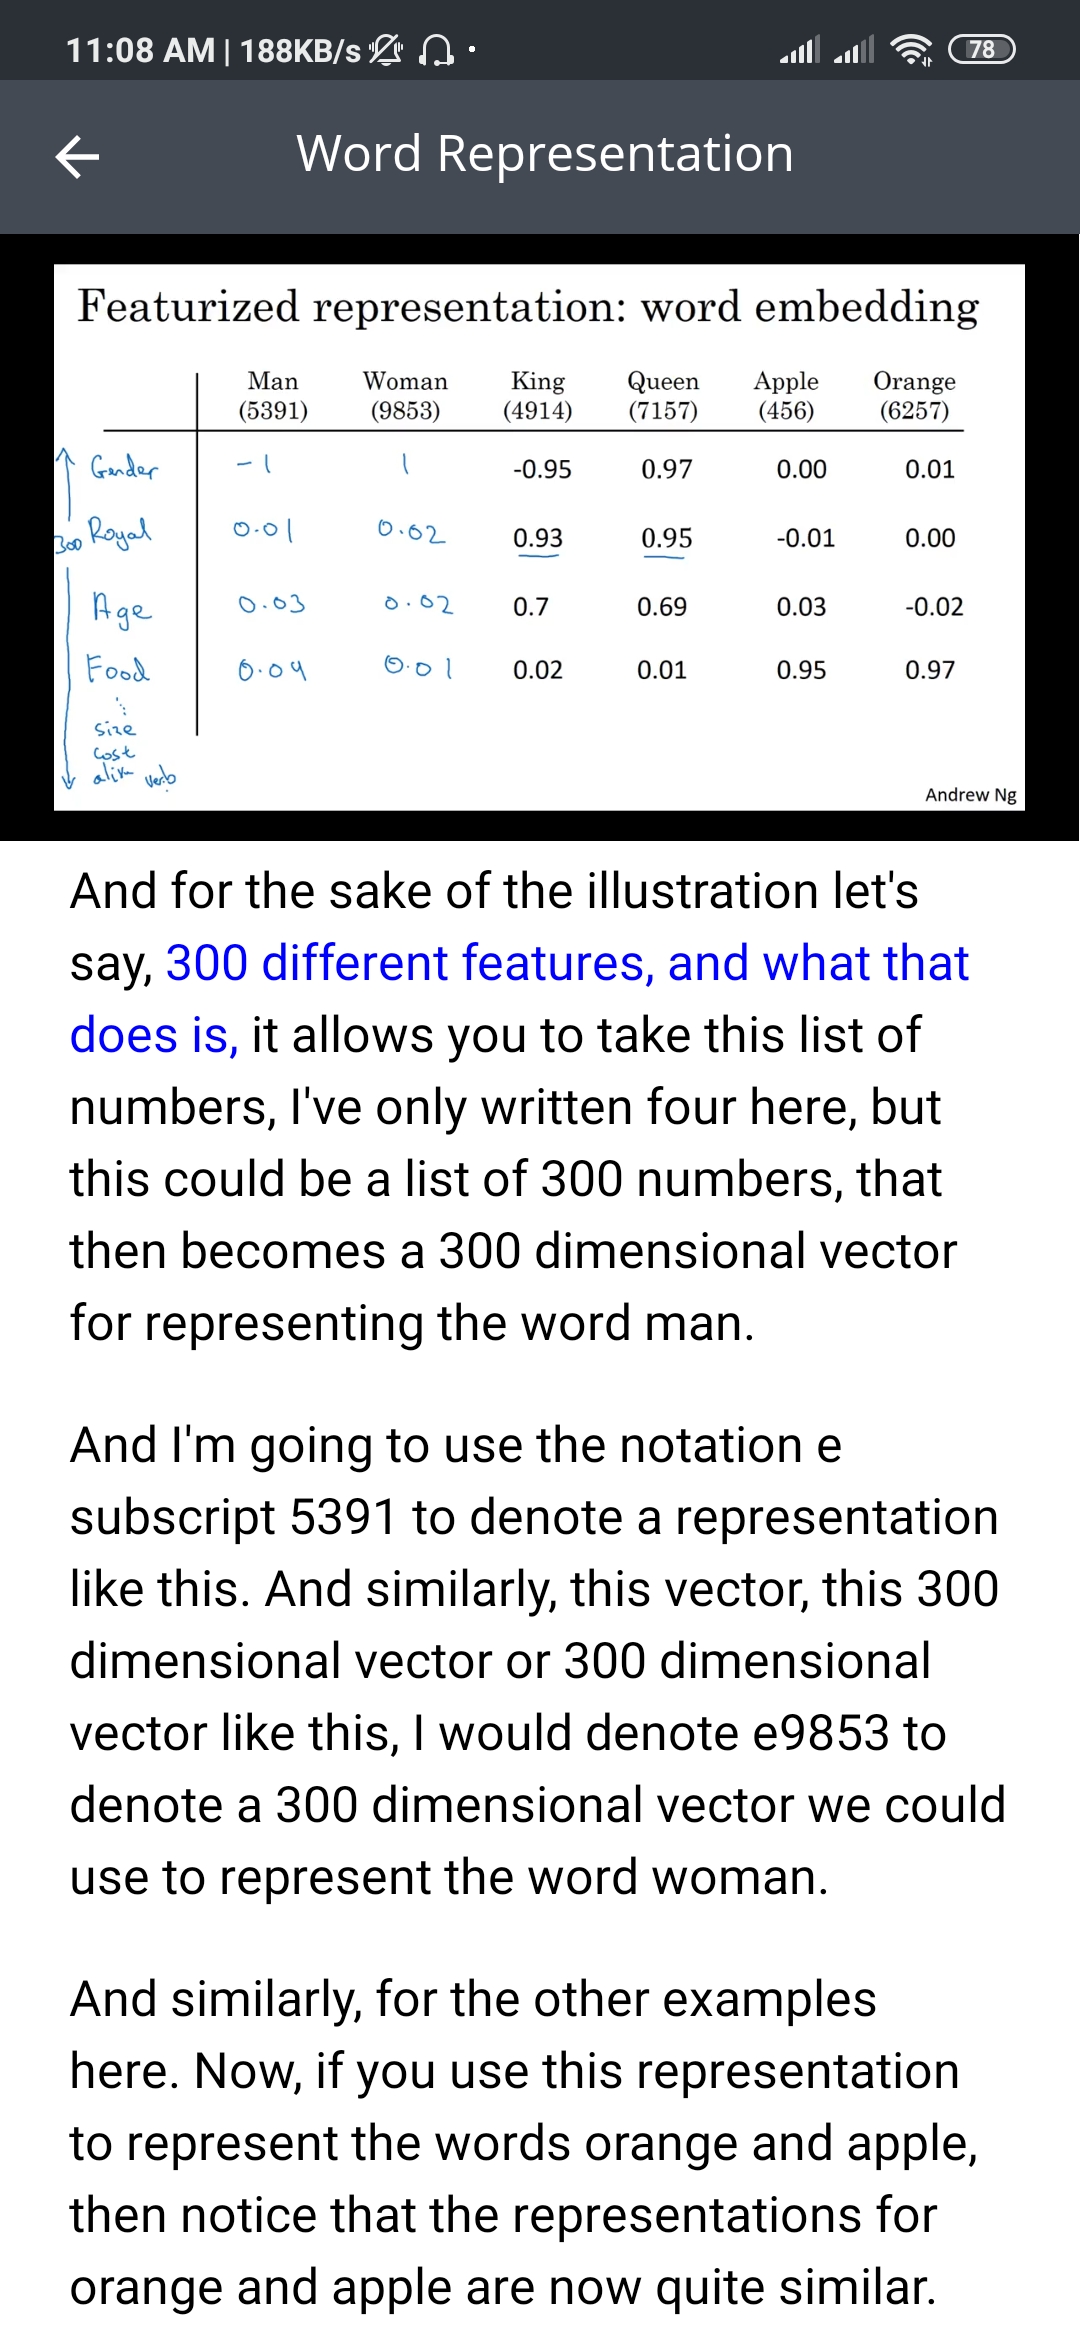 11:08 AM | 188KB/s
78
Word Representation
Featurized representation: word embedding
Man Woman King Queen Apple Orange
(5391) (9853) (4914) (7157) (456) (6257)
Gender -1 1 -0.95 0.97 0.00 0.01
300 Royal 0.01 0.02 0.93 0.95 -0.01 0.00
Age 0.03 0.02 0.7 0.69 0.03 -0.02
Food 0.09 0.01 0.02 0.01 0.95 0.97
size
cost
alive verb
Andrew Ng
And for the sake of the illustration let's
say, 300 different features, and what that
does is, it allows you to take this list of
numbers, I've only written four here, but
this could be a list of 300 numbers, that
then becomes a 300 dimensional vector
for representing the word man.
And I'm going to use the notation e
subscript 5391 to denote a representation
like this. And similarly, this vector, this 300
dimensional vector or 300 dimensional
vector like this, I would denote e9853 to
denote a 300 dimensional vector we could
use to represent the word woman.
And similarly, for the other examples
here. Now, if you use this representation
to represent the words orange and apple,
then notice that the representations for
orange and apple are now quite similar.